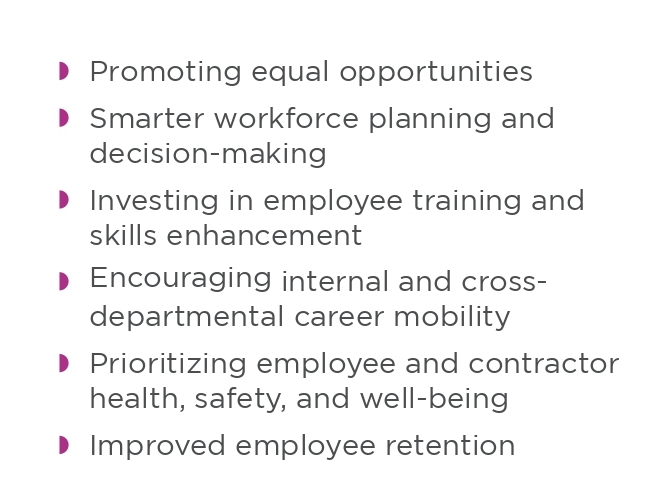 Promoting equal opportunities
Smarter workforce planning and
decision-making
Investing in employee training and
skills enhancement
Encouraging internal and cross-
departmental career mobility
Prioritizing employee and contractor
health, safety, and well-being
Improved employee retention